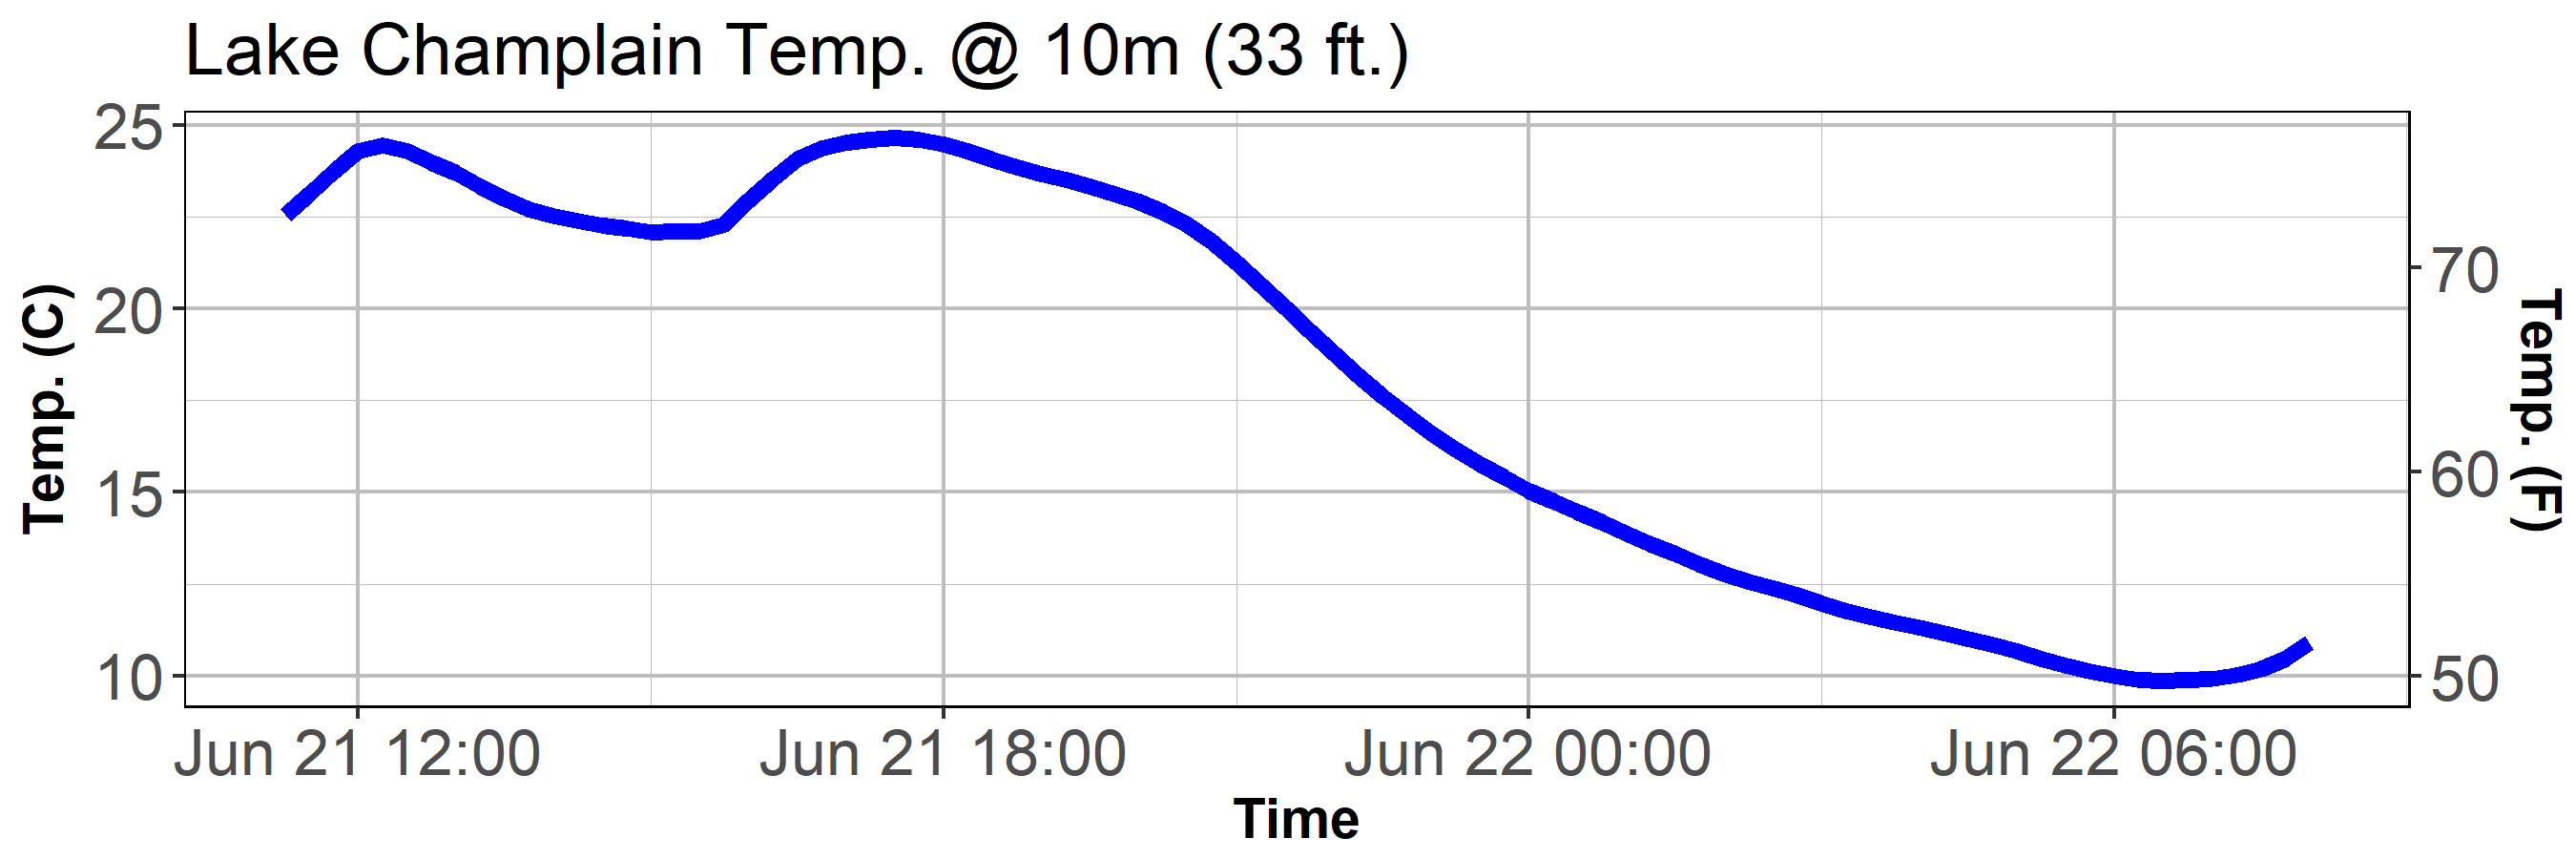 Lake Champlain Temp. @ 10m (33 ft.)
25
20
15
10
Temp. (C)
70
60
50
Temp. (F)
Jun 21 12:00 Jun 21 18:00 Jun 22 00:00 Jun 22 06:00
Time